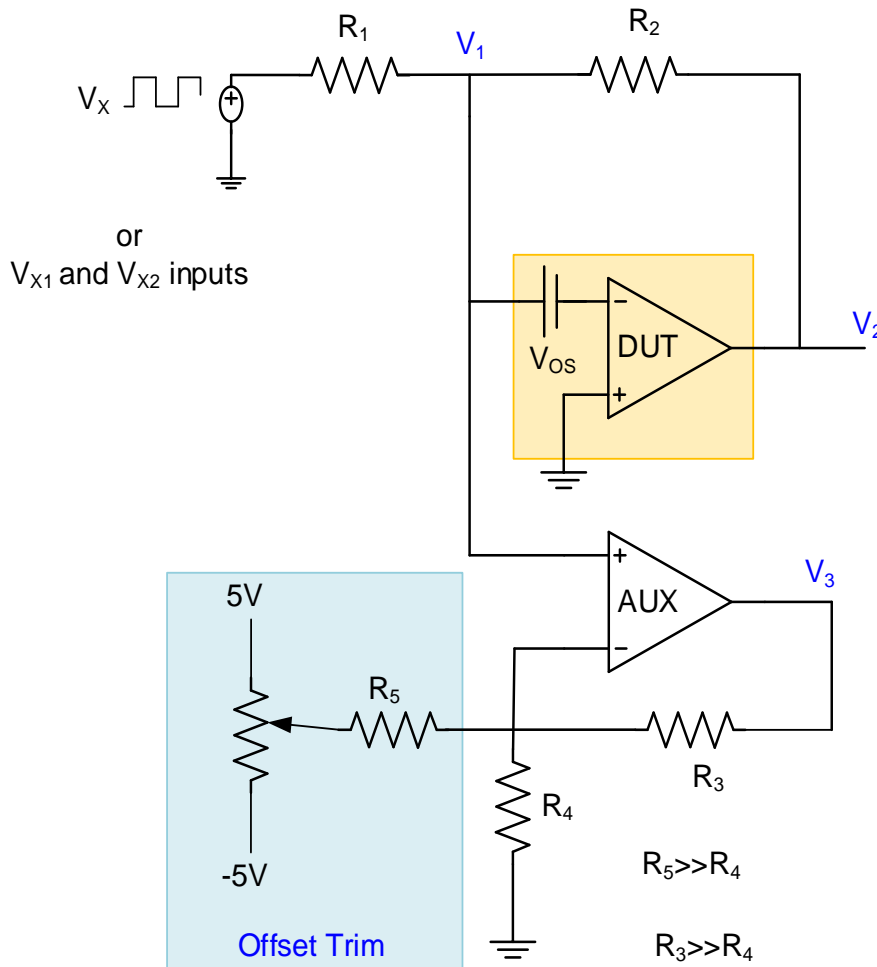 R1
V1
R2
VX
+
or
VX1 and VX2 inputs
−
DUT
VOS
+
V2
+
AUX
−
V3
5V
R5
R3
R4
-5V
R5>>R4
Offset Trim
R3>>R4